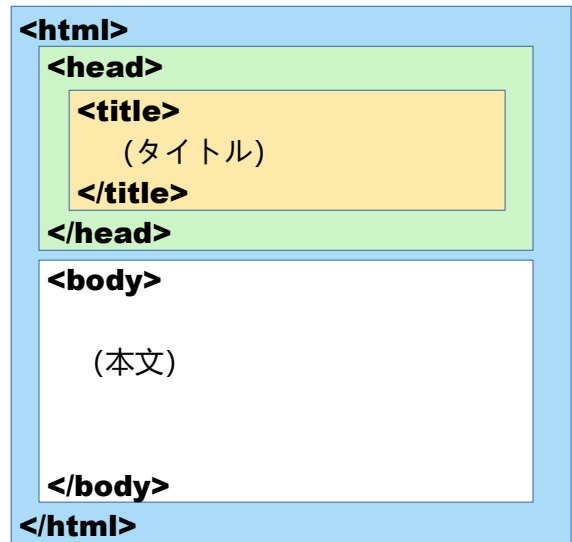 <html>
<head>
<title>
(タイトル)
</title>
</head>
<body>
(本文)
</body>
</html>